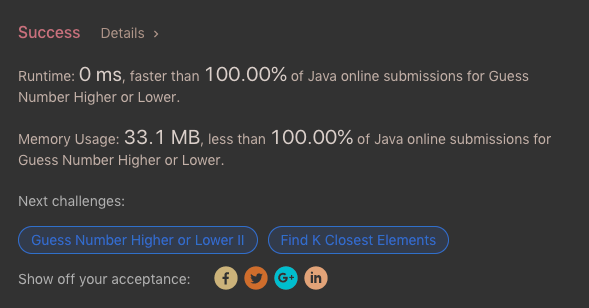 Success Details >
Runtime: 0 ms, faster than 100.00% of Java online submissions for Guess
Number Higher or Lower.
Memory Usage: 33.1 MB, less than 100.00% of Java online submissions for
Guess Number Higher or Lower.
Next challenges:
Guess Number Higher or Lower II Find K Closest Elements
Show off your acceptance: f G+ in